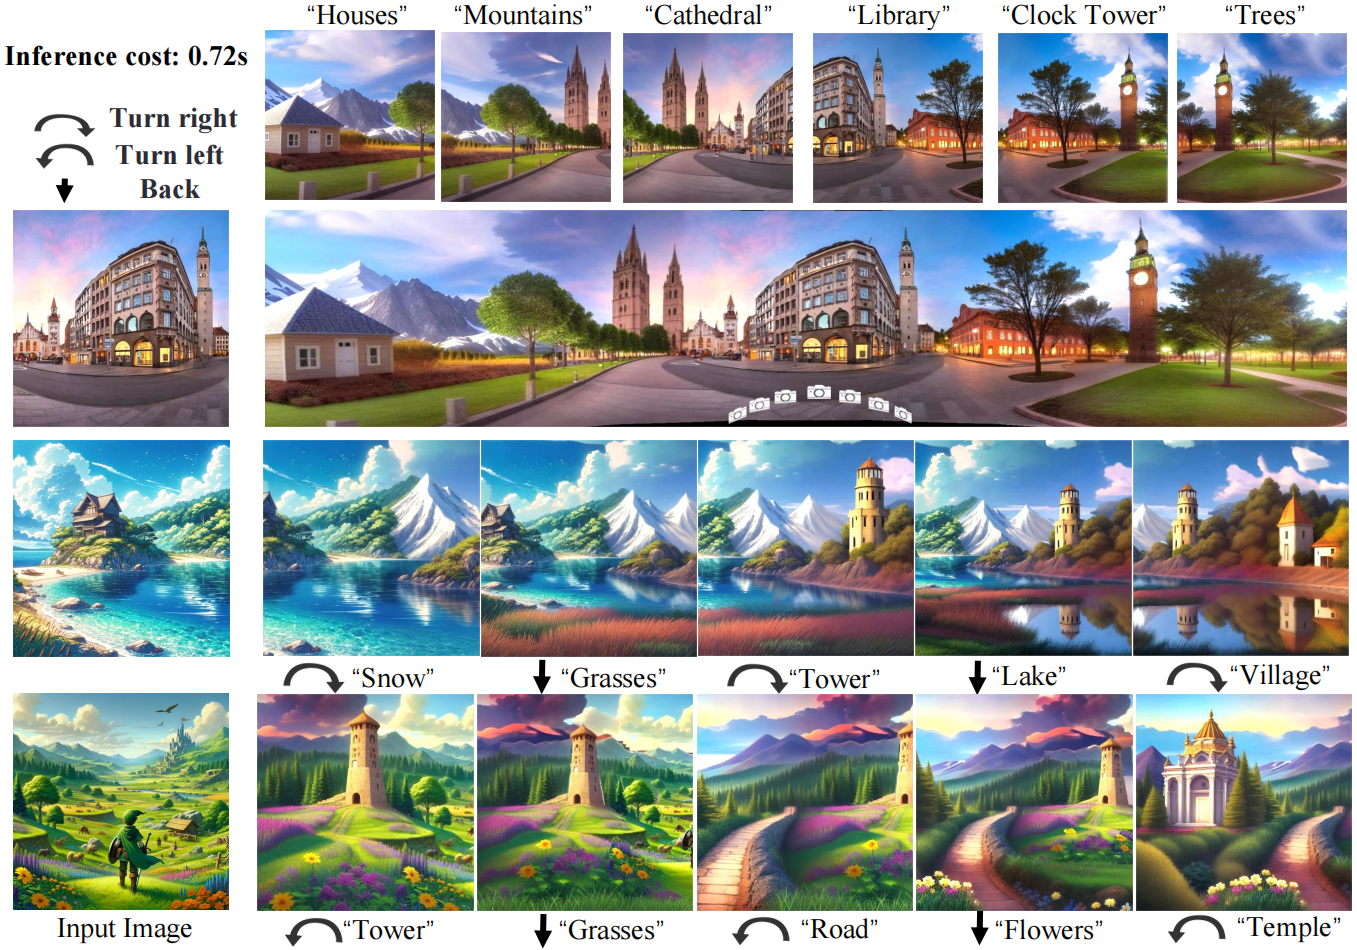 “Houses” “Mountains” “Cathedral” “Library” “Clock Tower” “Trees”
Inference cost: 0.72s
Turn right
Turn left
Back
“Snow” “Grasses” “Tower” “Lake” “Village”
Input Image “Tower” “Grasses” “Road” “Flowers” “Temple”